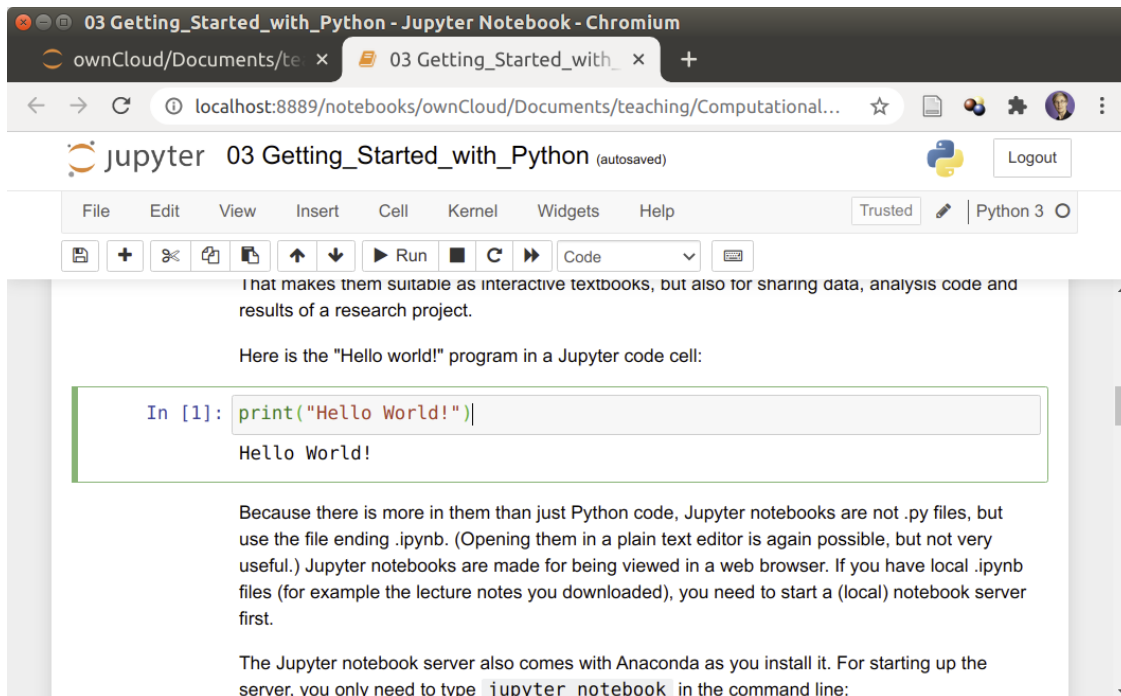 03 Getting_Started_with_Python - Jupyter Notebook - Chromium
ownCloud/Documents/te
03 Getting_Started_with_
localhost:8889/notebooks/ownCloud/Documents/teaching/Computational...
jupyter 03 Getting_Started_with_Python (autosaved)
Logout
File Edit View Insert Cell Kernel Widgets Help
Trusted
Python 3
Run
Code
That makes them suitable as interactive textbooks, but also for sharing data, analysis code and
results of a research project.
Here is the "Hello world!" program in a Jupyter code cell:
In [1]: print("Hello World!")
Hello World!
Because there is more in them than just Python code, Jupyter notebooks are not .py files, but
use the file ending .ipynb. (Opening them in a plain text editor is again possible, but not very
useful.) Jupyter notebooks are made for being viewed in a web browser. If you have local .ipynb
files (for example the lecture notes you downloaded), you need to start a (local) notebook server
first.
The Jupyter notebook server also comes with Anaconda as you install it. For starting up the
server, you only need to type jupyter notebook in the command line: